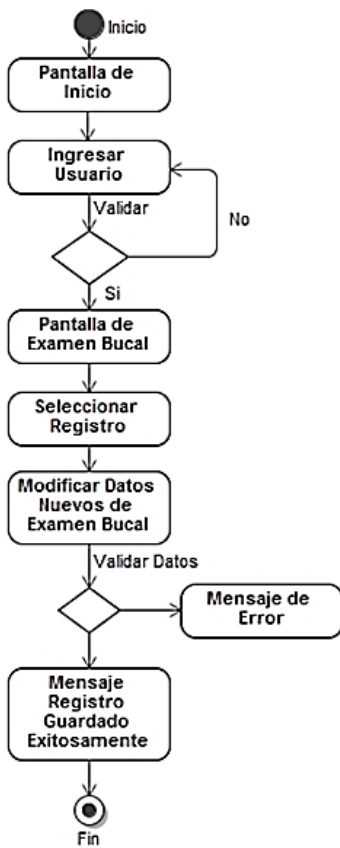 Inicio
Pantalla de
Inicio
Ingresar
Usuario
Validar
No
Si
Pantalla de
Examen Bucal
Seleccionar
Registro
Modificar Datos
Nuevos de
Examen Bucal
Validar Datos
Mensaje de
Error
Mensaje
Registro
Guardado
Exitosamente
Fin